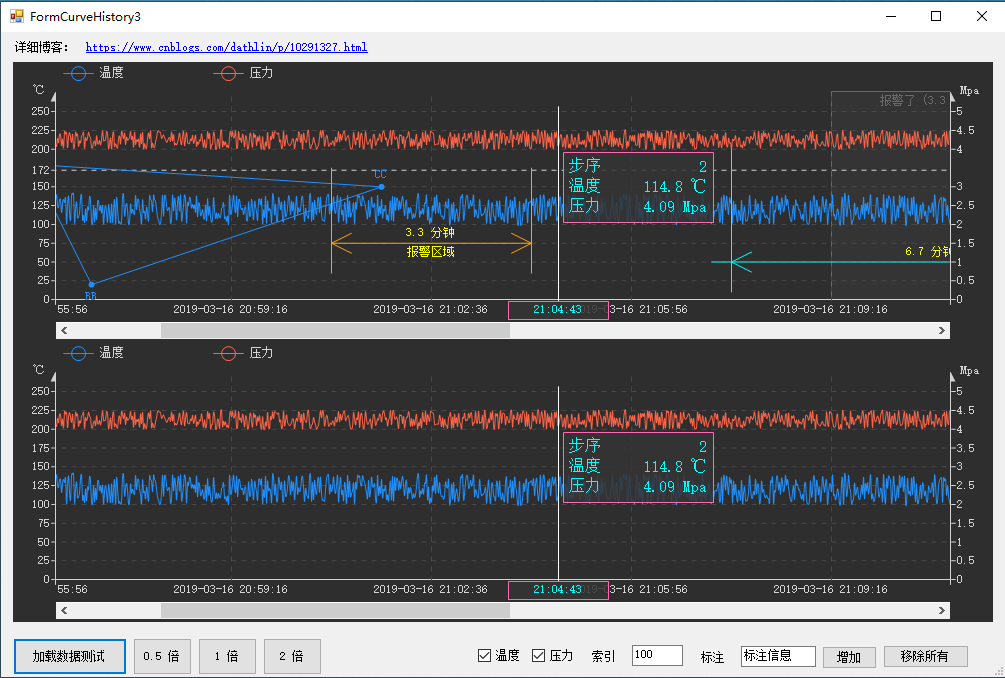 FormCurveHistory3
详细博客： https://www.cnblogs.com/dathlin/p/10291327.html
温度 压力
℃ Mpa
报警了 (3.3
250 5
225 4.5
200 4
172
150 3
125 2.5
100 2
75 1.5
50 1
25 0.5
0 0
CC
BB
步序 2
温度 114.8 ℃
压力 4.09 Mpa
3.3 分钟
报警区域
6.7 分钟
55:56 2019-03-16 20:59:16 2019-03-16 21:02:36 21:04:43 019-03-16 21:05:56 2019-03-16 21:09:16
温度 压力
℃ Mpa
250 5
225 4.5
200 4
175 3.5
150 3
125 2.5
100 2
75 1.5
50 1
25 0.5
0 0
步序 2
温度 114.8 ℃
压力 4.09 Mpa
55:56 2019-03-16 20:59:16 2019-03-16 21:02:36 21:04:43 019-03-16 21:05:56 2019-03-16 21:09:16
加载数据测试 0.5 倍 1 倍 2 倍 温度 压力 索引 100 标注 标注信息 增加 移除所有